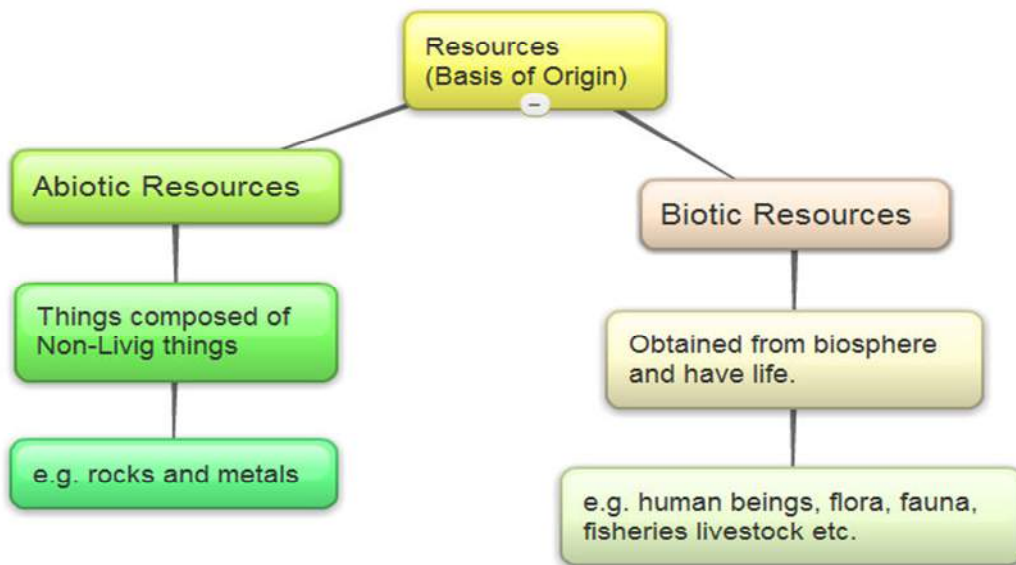 Resources
(Basis of Origin)
Abiotic Resources
Things composed of
Non-Livig things
e.g. rocks and metals
Biotic Resources
Obtained from biosphere
and have life.
e.g. human beings, flora, fauna,
fisheries livestock etc.